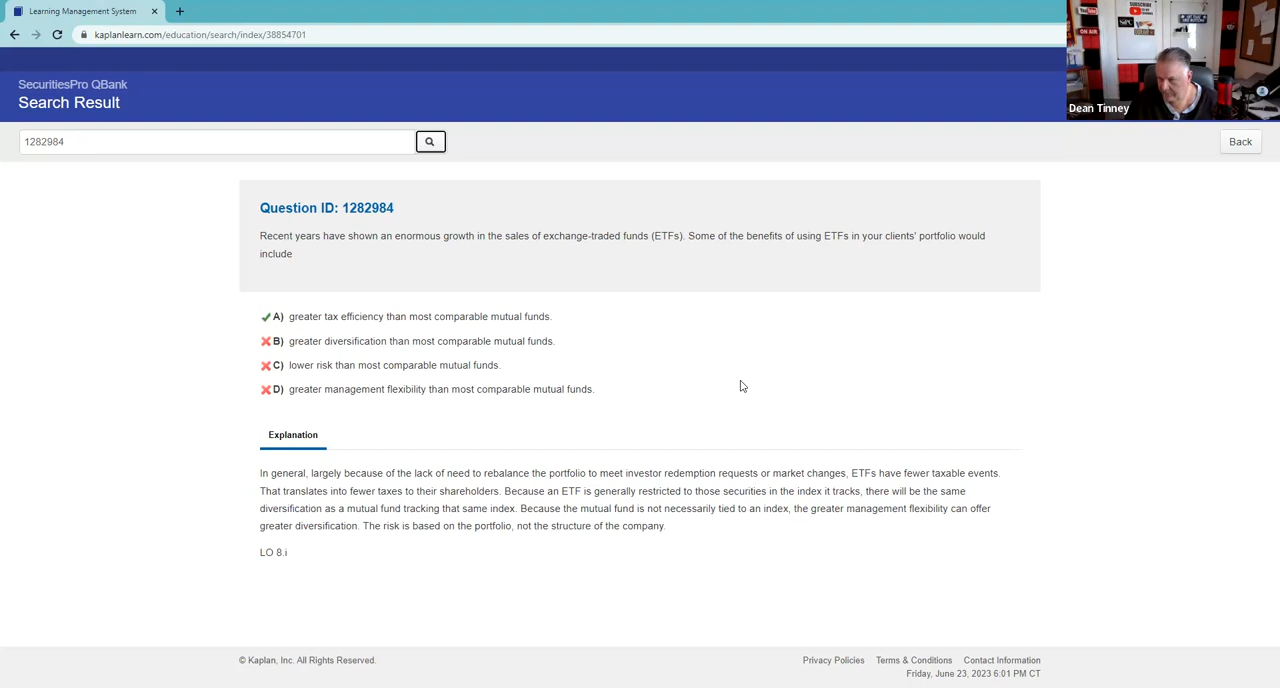 Learning Management System
kaplanlearn.com/education/search/index/38854701
SecuritiesPro QBank
Search Result
1282984
Back
Dean Tinney
SUBSCRIBE
ON AIR
Question ID: 1282984
Recent years have shown an enormous growth in the sales of exchange-traded funds (ETFs). Some of the benefits of using ETFs in your clients' portfolio would
include
A) greater tax efficiency than most comparable mutual funds.
B) greater diversification than most comparable mutual funds.
C) lower risk than most comparable mutual funds.
D) greater management flexibility than most comparable mutual funds.
Explanation
In general, largely because of the lack of need to rebalance the portfolio to meet investor redemption requests or market changes, ETFs have fewer taxable events.
That translates into fewer taxes to their shareholders. Because an ETF is generally restricted to those securities in the index it tracks, there will be the same
diversification as a mutual fund tracking that same index. Because the mutual fund is not necessarily tied to an index, the greater management flexibility can offer
greater diversification. The risk is based on the portfolio, not the structure of the company.
LO 8.i
© Kaplan, Inc. All Rights Reserved.
Privacy Policies Terms & Conditions Contact Information
Friday, June 23, 2023 6:01 PM CT